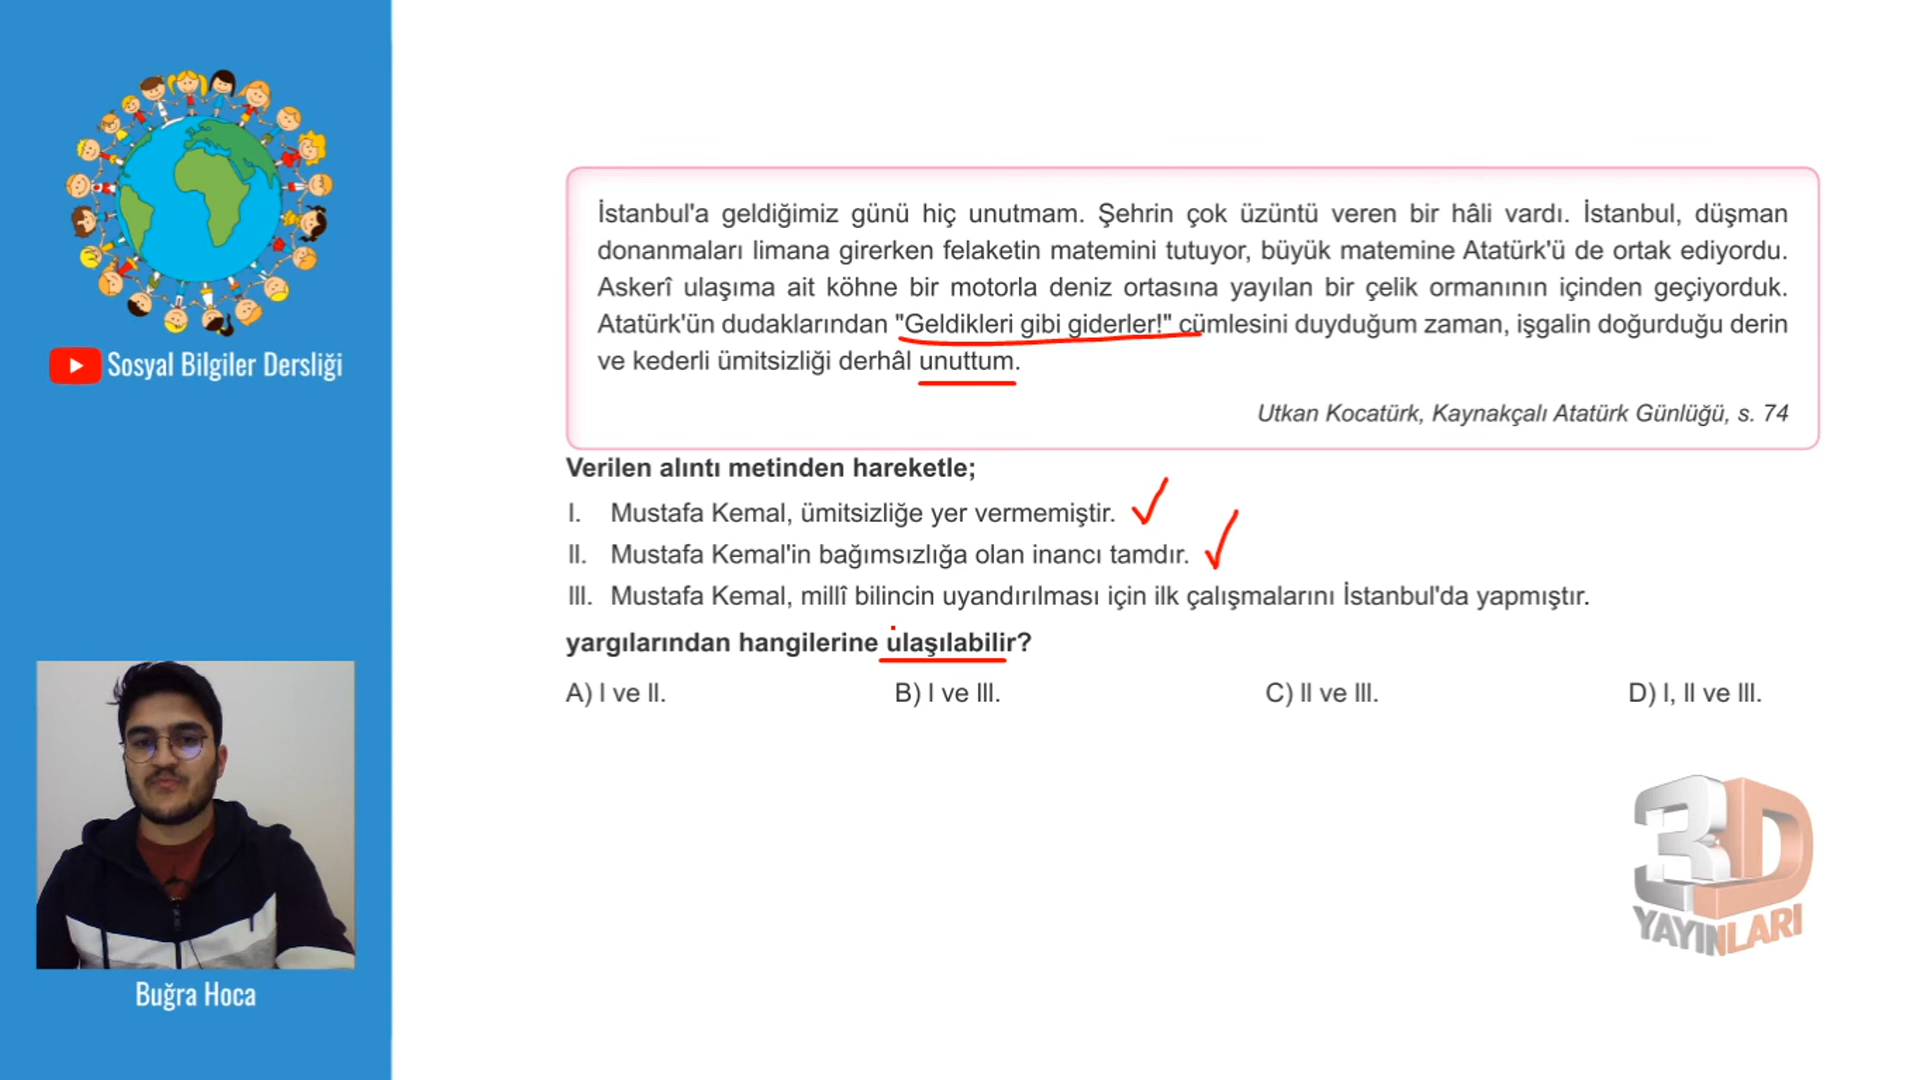 Sosyal Bilgiler Dersliği
Buğra Hoca
İstanbul'a geldiğimiz günü hiç unutmam. Şehrin çok üzüntü veren bir hâli vardı. İstanbul, düşman
donanmaları limana girerken felaketin matemini tutuyor, büyük matemine Atatürk'ü de ortak ediyordu.
Askerî ulaşıma ait köhne bir motorla deniz ortasına yayılan bir çelik ormanının içinden geçiyorduk.
Atatürk'ün dudaklarından "Geldikleri gibi giderler!" cümlesini duyduğum zaman, işgalin doğurduğu derin
ve kederli ümitsizliği derhâl unuttum.
Utkan Kocatürk, Kaynakçalı Atatürk Günlüğü, s. 74
Verilen alıntı metinden hareketle;
I. Mustafa Kemal, ümitsizliğe yer vermemiştir.
II. Mustafa Kemal'in bağımsızlığa olan inancı tamdır.
III. Mustafa Kemal, millî bilincin uyandırılması için ilk çalışmalarını İstanbul'da yapmıştır.
yargılarından hangilerine ulaşılabilir?
A) I ve II. B) I ve III. C) II ve III. D) I, II ve III.
3D
YAYINLARI